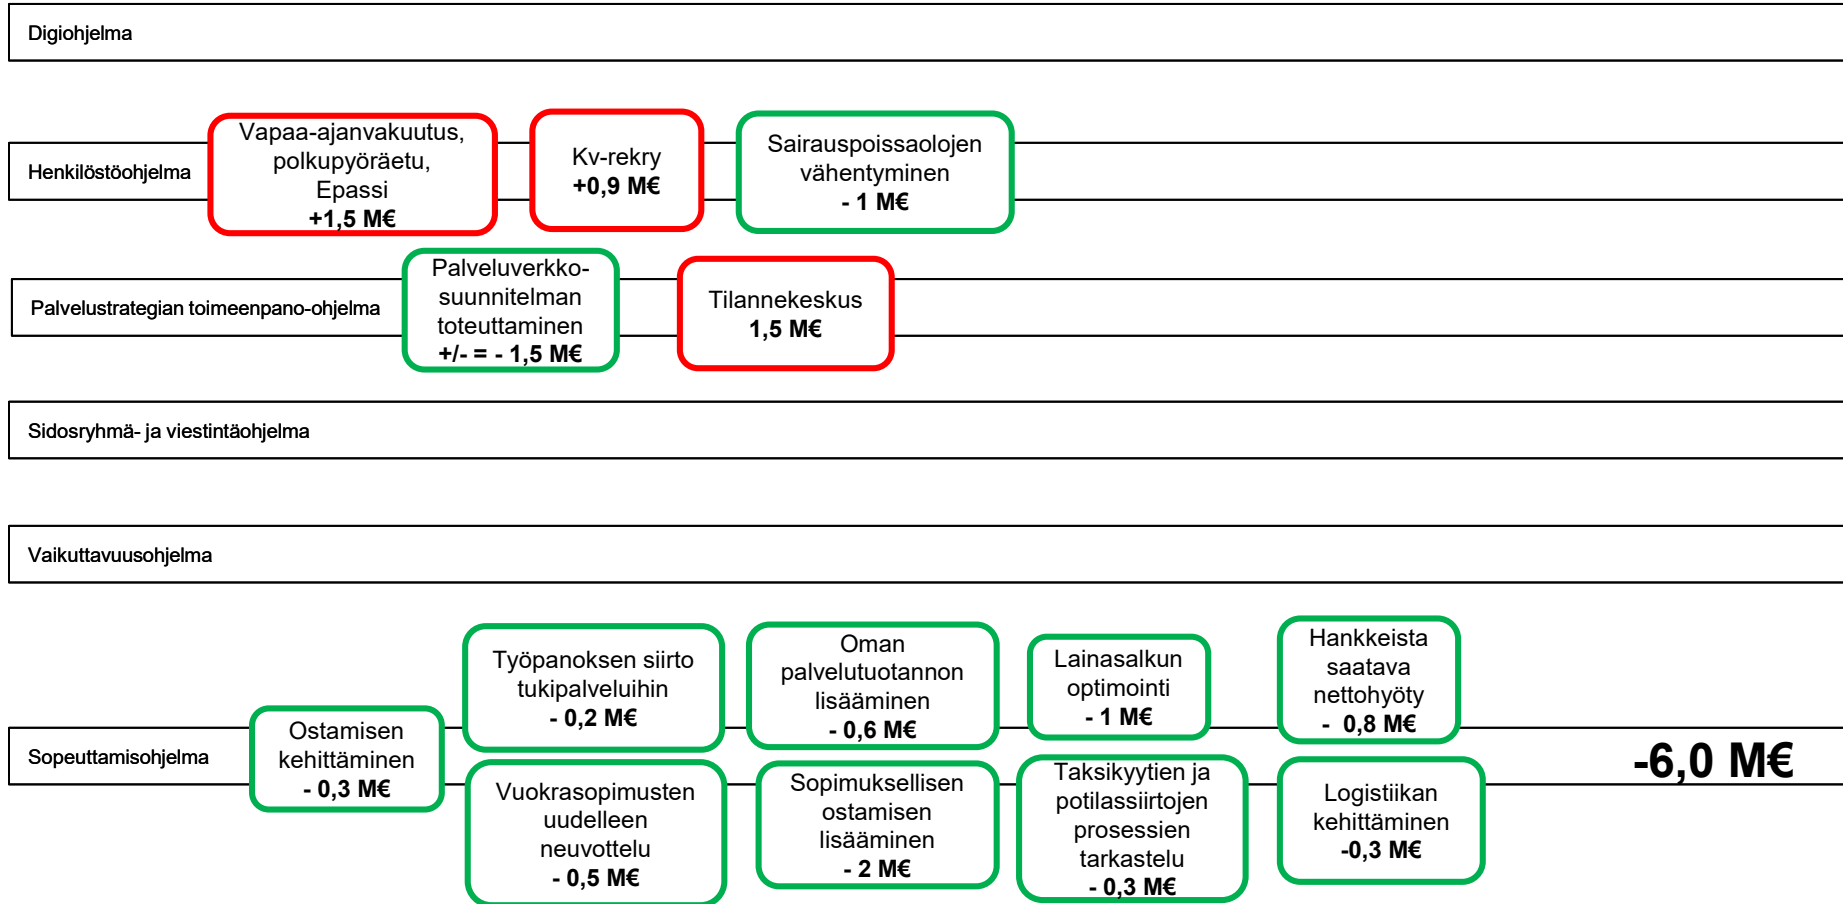 Digiohjelma
Henkilöstöohjelma
Vapaa-ajanvakuutus,
polkupyöräetu,
Epassi
+1,5 M€
Kv-rekry
+0,9 M€
Sairauspoissaolojen
vähentyminen
- 1 M€
Palvelustrategian toimeenpano-ohjelma
Palveluverkko-
suunnitelman
toteuttaminen
+/- = - 1,5 M€
Tilannekeskus
1,5 M€
Sidosryhmä- ja viestintäohjelma
Vaikuttavuusohjelma
Sopeuttamisohjelma
Ostamisen
kehittäminen
- 0,3 M€
Työpanoksen siirto
tukipalveluihin
- 0,2 M€
Oman
palvelutuotannon
lisääminen
- 0,6 M€
Lainasalkun
optimointi
- 1 M€
Hankkeista
saatava
nettohyöty
- 0,8 M€
Vuokrasopimusten
uudelleen
neuvottelu
- 0,5 M€
Sopimuksellisen
ostamisen
lisääminen
- 2 M€
Taksikyytien ja
potilassiirtojen
prosessien
tarkastelu
- 0,3 M€
Logistiikan
kehittäminen
-0,3 M€
-6,0 M€